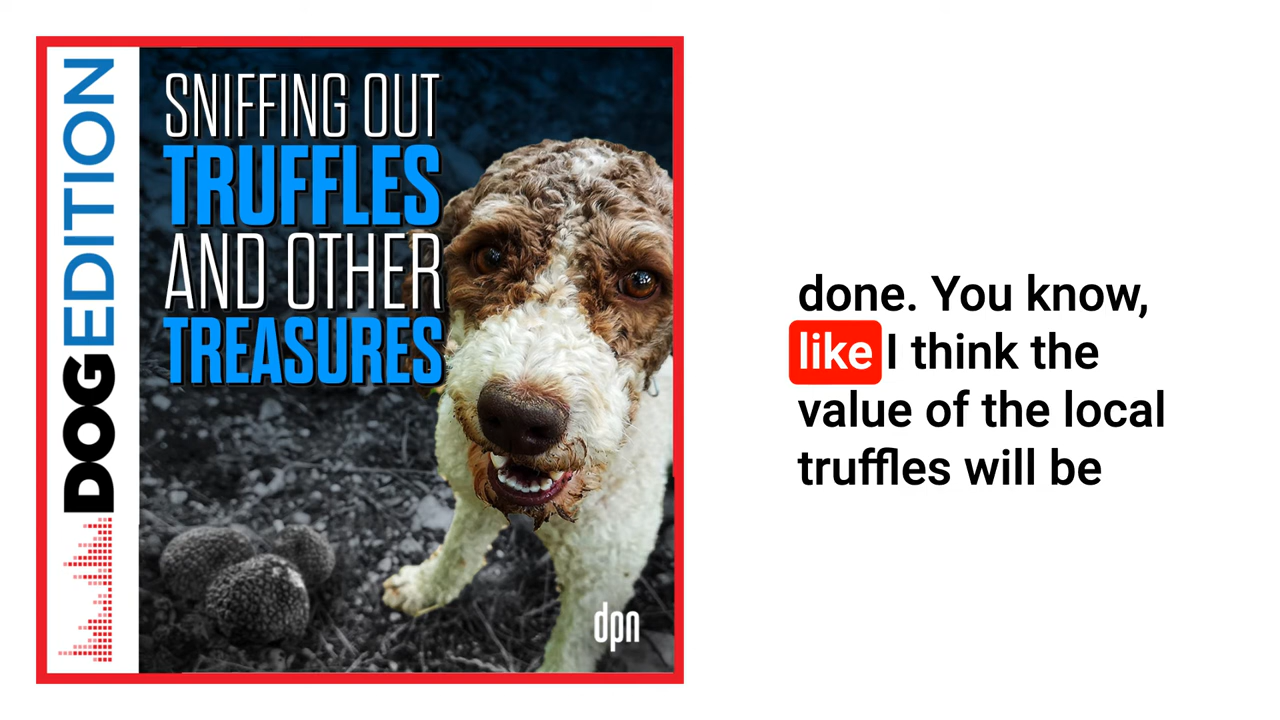 DOGEDITION
SNIFFING OUT
TRUFFLES
AND OTHER
TREASURES
dpn
done. You know,
like I think the
value of the local
truffles will be